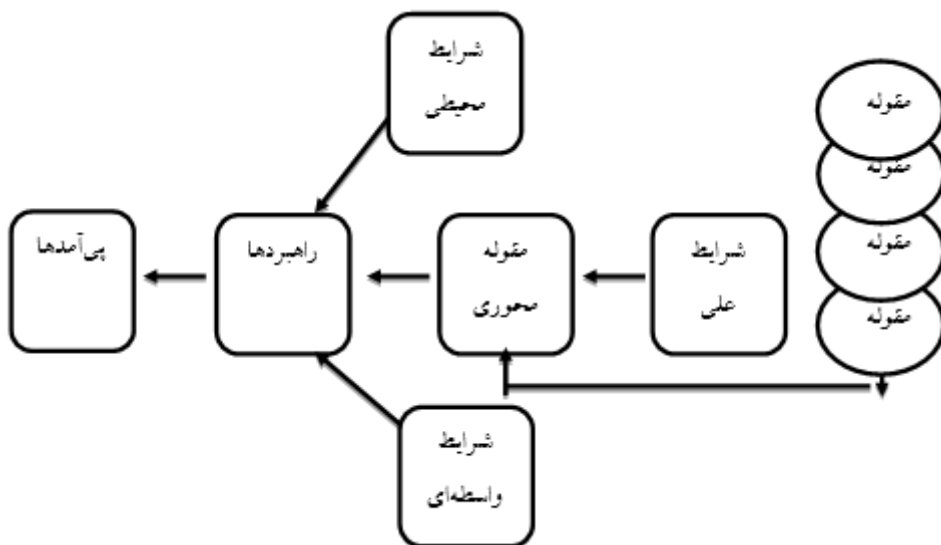 شرایط
محیطی
مقوله
مقوله
مقوله
مقوله
شرایط
علی
مقوله
محوری
راهبردها
پی‌آمدها
شرایط
واسطه‌ای